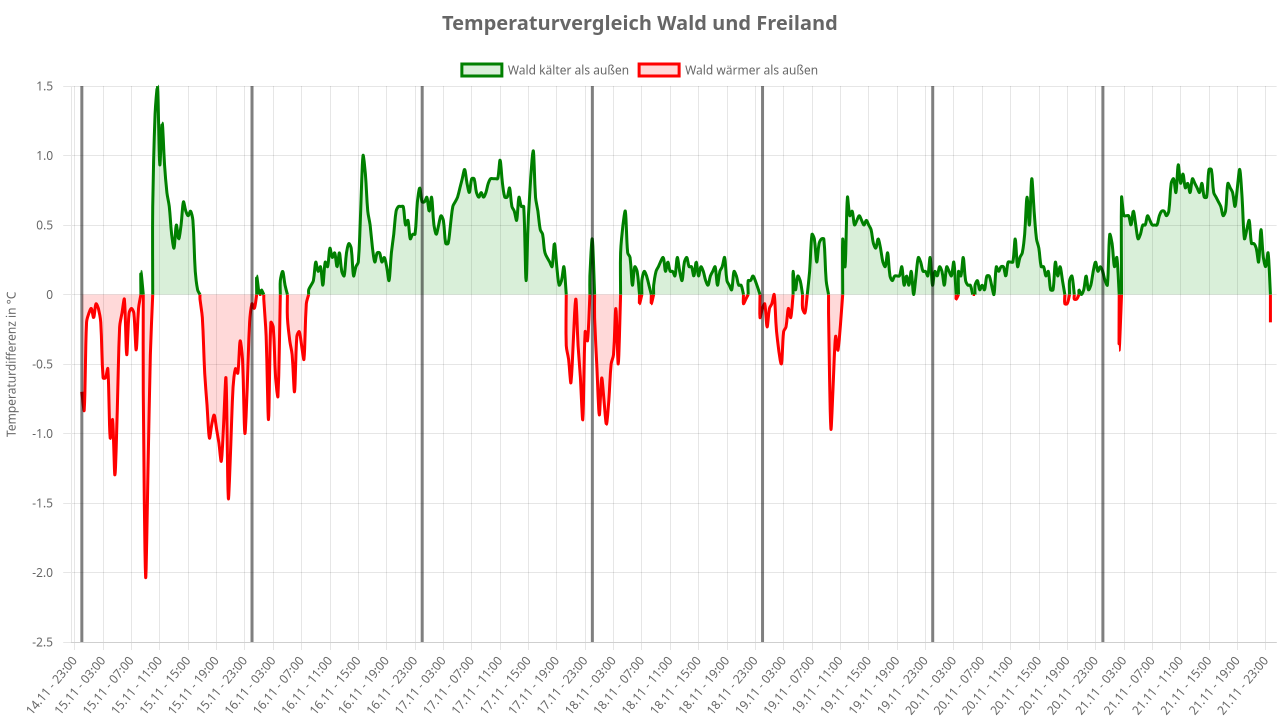 Temperaturvergleich Wald und Freiland
Wald kälter als außen Wald wärmer als außen
Temperaturdifferenz in °C
1.5
1.0
0.5
0
-0.5
-1.0
-1.5
-2.0
-2.5
14.11 - 23:00
15.11 - 03:00
15.11 - 07:00
15.11 - 11:00
15.11 - 15:00
15.11 - 19:00
15.11 - 23:00
16.11 - 03:00
16.11 - 07:00
16.11 - 11:00
16.11 - 15:00
16.11 - 19:00
16.11 - 23:00
17.11 - 03:00
17.11 - 07:00
17.11 - 11:00
17.11 - 15:00
17.11 - 19:00
17.11 - 23:00
18.11 - 03:00
18.11 - 07:00
18.11 - 11:00
18.11 - 15:00
18.11 - 19:00
18.11 - 23:00
19.11 - 03:00
19.11 - 07:00
19.11 - 11:00
19.11 - 15:00
19.11 - 19:00
19.11 - 23:00
20.11 - 03:00
20.11 - 07:00
20.11 - 11:00
20.11 - 15:00
20.11 - 19:00
20.11 - 23:00
21.11 - 03:00
21.11 - 07:00
21.11 - 11:00
21.11 - 15:00
21.11 - 19:00
21.11 - 23:00